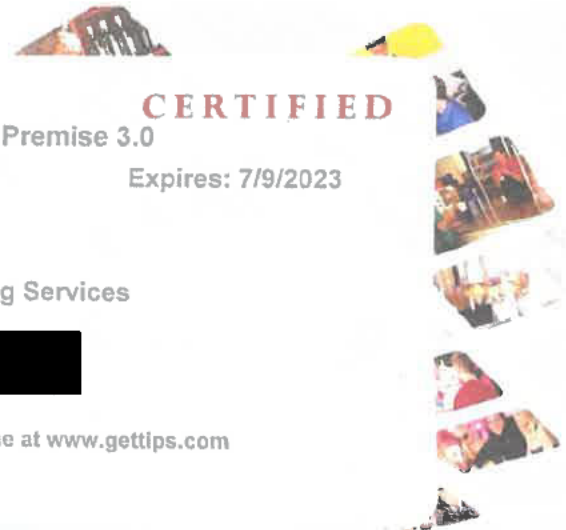 CERTIFIED
Premise 3.0
Expires: 7/9/2023
g Services
e at www.gettips.com